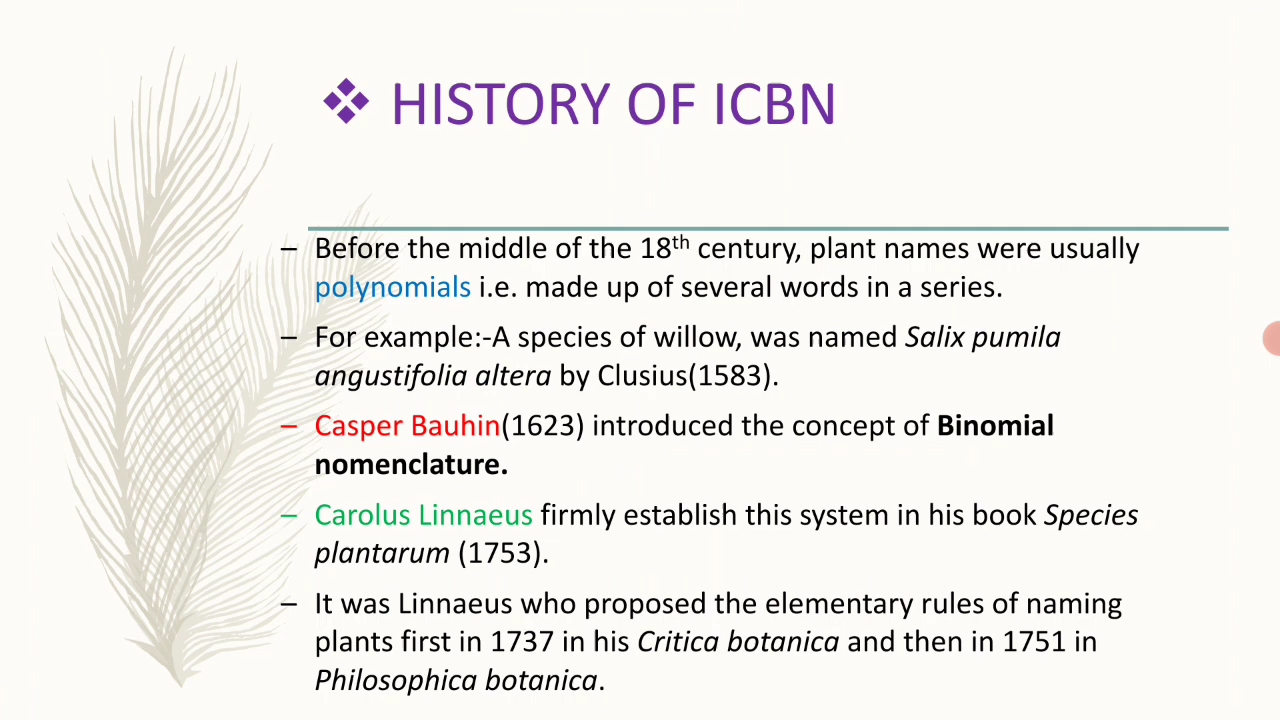 ❖ HISTORY OF ICBN
– Before the middle of the 18th century, plant names were usually
polynomials i.e. made up of several words in a series.
– For example:-A species of willow, was named Salix pumila
angustifolia altera by Clusius(1583).
– Casper Bauhin(1623) introduced the concept of Binomial
nomenclature.
– Carolus Linnaeus firmly establish this system in his book Species
plantarum (1753).
– It was Linnaeus who proposed the elementary rules of naming
plants first in 1737 in his Critica botanica and then in 1751 in
Philosophica botanica.